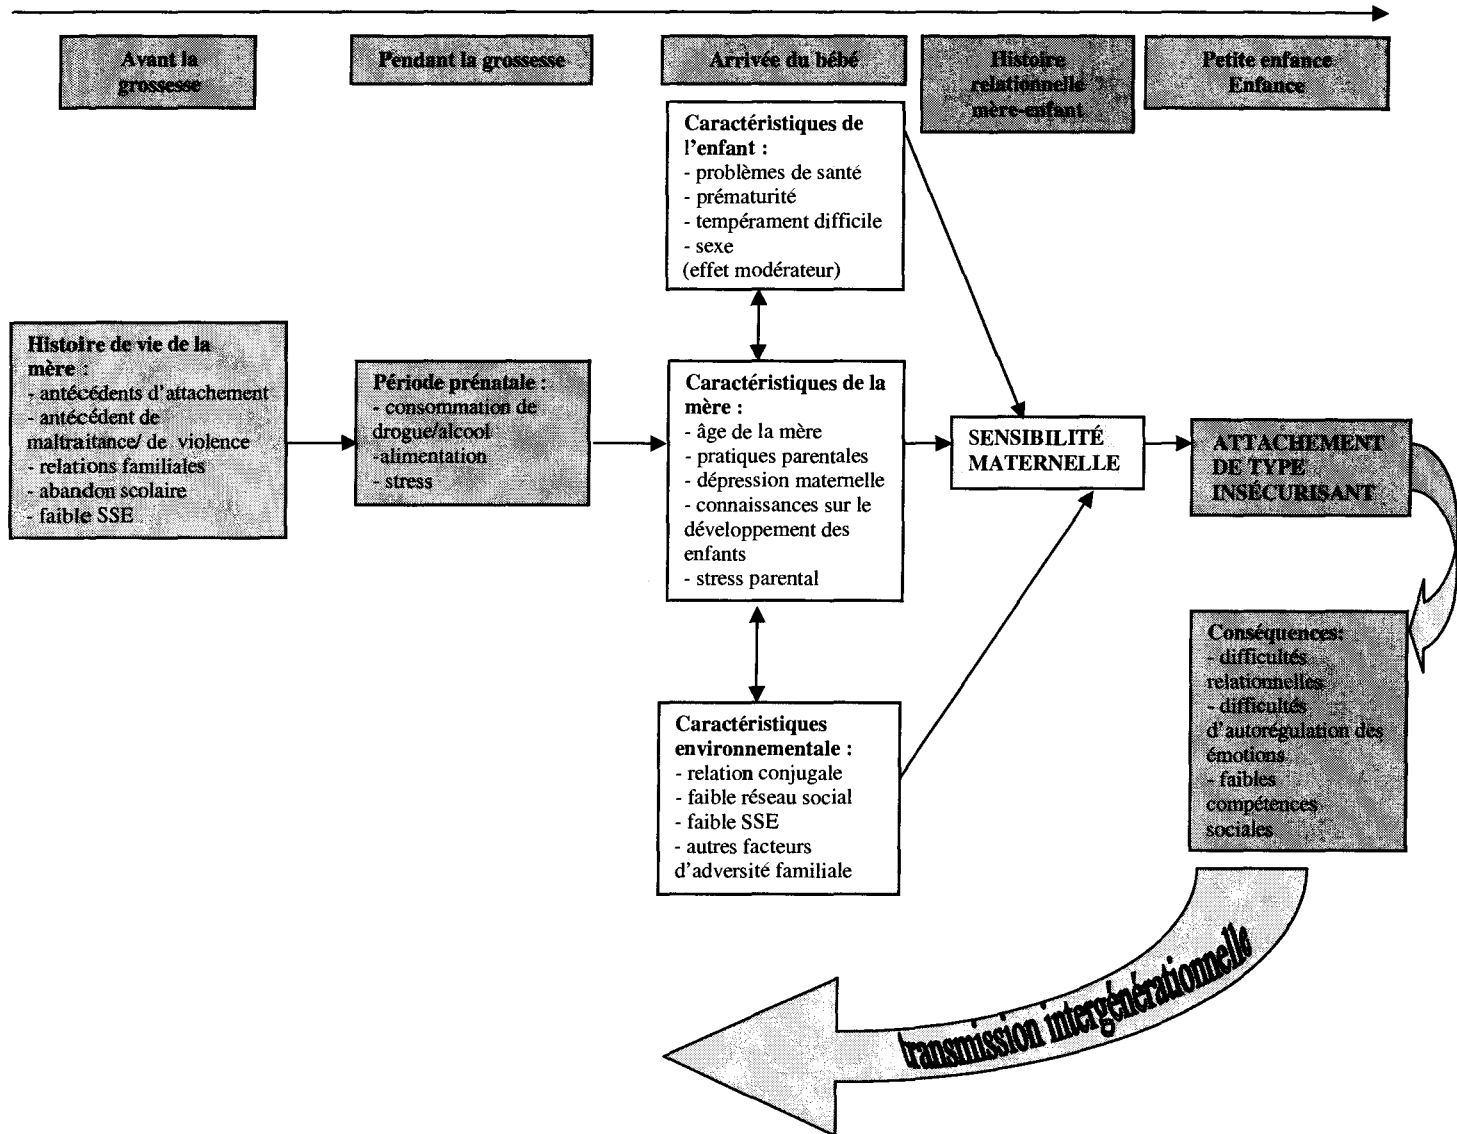 Avant la
grossesse
Pendant la grossesse
Arrivée du bébé
Histoire
relationnelle
mère-enfant
Petite enfance
Enfance
Caractéristiques de
l'enfant :
- problèmes de santé
- prématurité
- tempérament difficile
- sexe
(effet modérateur)
Histoire de vie de la
mère :
- antécédents d'attachement
- antécédent de
maltraitance/ de violence
- relations familiales
- abandon scolaire
- faible SSE
Période prénatale :
- consommation de
drogue/alcool
-alimentation
- stress
Caractéristiques de la
mère :
- âge de la mère
- pratiques parentales
- dépression maternelle
- connaissances sur le
développement des
enfants
- stress parental
SENSIBILITÉ
MATERNELLE
ATTACHEMENT
DE TYPE
INSÉCURISANT
Conséquences:
- difficultés
relationnelles
- difficultés
d'autorégulation des
émotions
- faibles
compétences
sociales
Caractéristiques
environnementale :
- relation conjugale
- faible réseau social
- faible SSE
- autres facteurs
d'adversité familiale
transmission intergénérationnelle